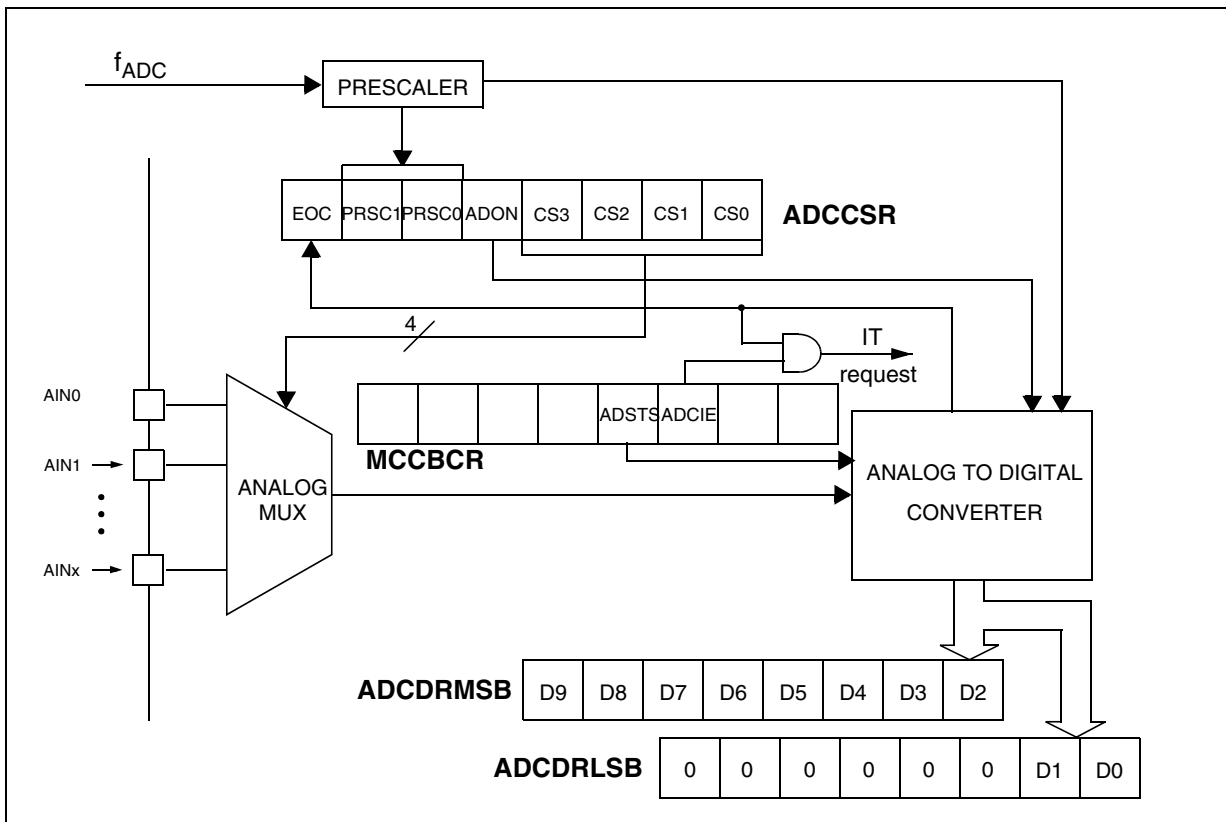 fADC
PRESCALER
EOC PRSC1 PRSC0 ADON CS3 CS2 CS1 CS0 ADCCSR
4
IT
request
AIN0
ADSTS ADCIE
MCCBCR
AIN1
ANALOG
MUX
ANALOG TO DIGITAL
CONVERTER
AINx
ADCDRMSB D9 D8 D7 D6 D5 D4 D3 D2
ADCDRLSB 0 0 0 0 0 0 D1 D0